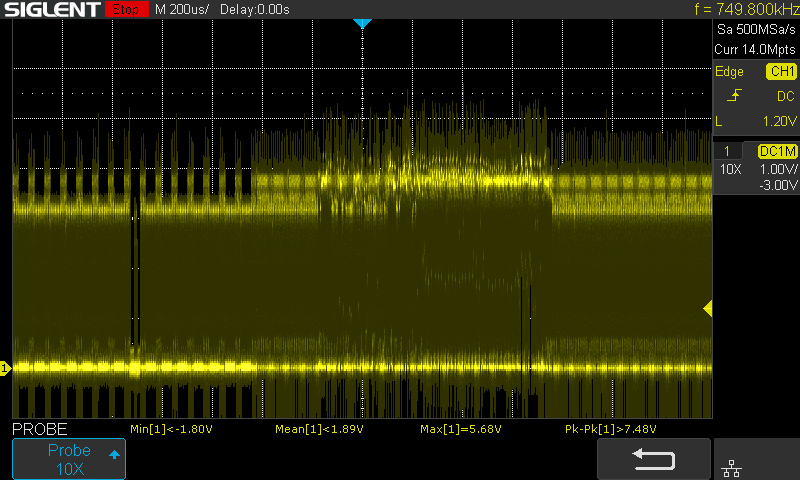 SIGLENT Stop M 200us/ Delay:0.00s f = 749.800kHz
Sa 500MSa/s
Curr 14.0Mpts
Edge CH1
DC
L 1.20V
1 DC1M
10X 1.00V/
-3.00V
1
PROBE Min[1]<-1.80V Mean[1]<1.89V Max[1]=5.68V Pk-Pk[1]>7.48V
Probe
10X